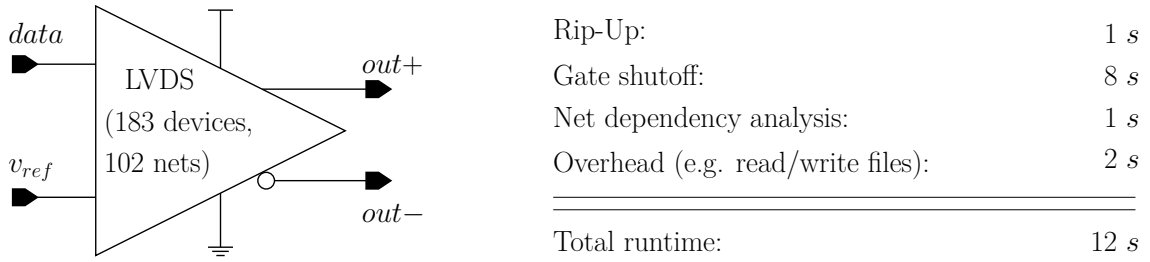 data
LVDS
(183 devices,
102 nets)
v_ref
out+
out−
Rip-Up: 1 s
Gate shutoff: 8 s
Net dependency analysis: 1 s
Overhead (e.g. read/write files): 2 s
Total runtime: 12 s